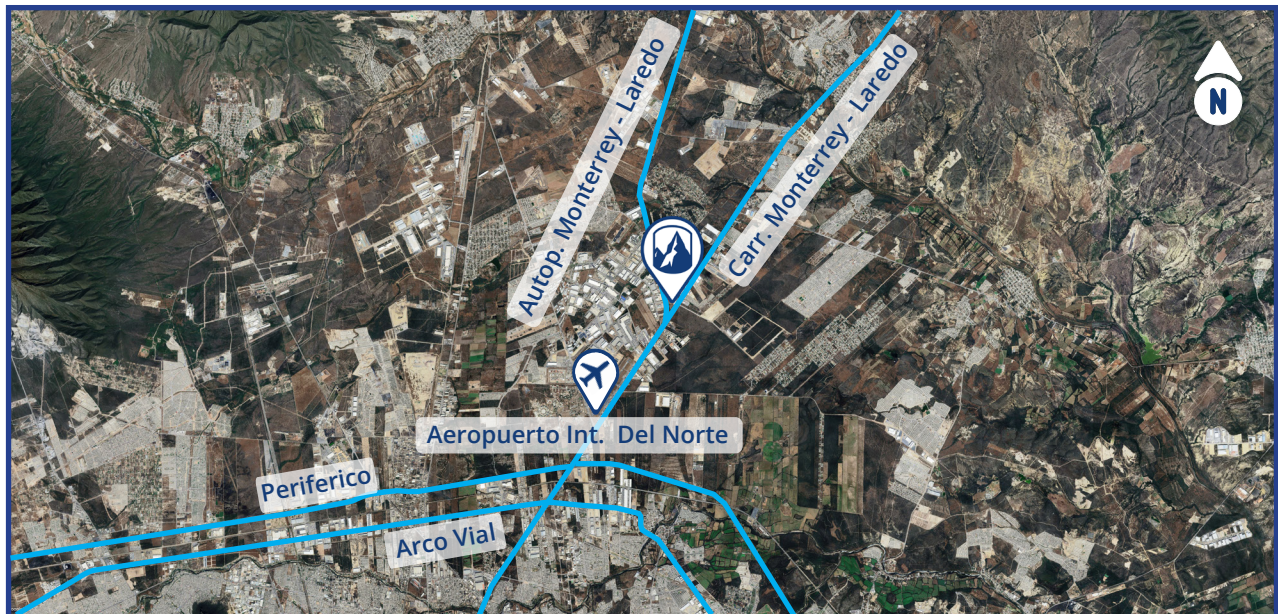 Autop. Monterrey - Laredo
Carr. Monterrey - Laredo
N
Aeropuerto Int. Del Norte
Periferico
Arco Vial